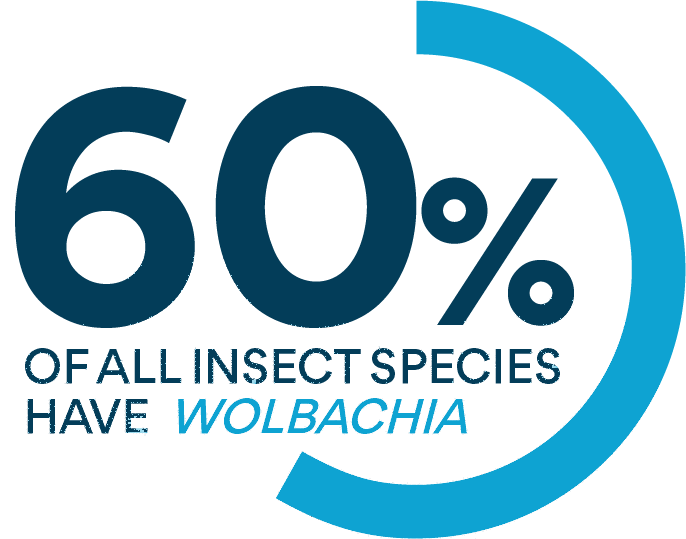 60%
OF ALL INSECT SPECIES
HAVE WOLBACHIA